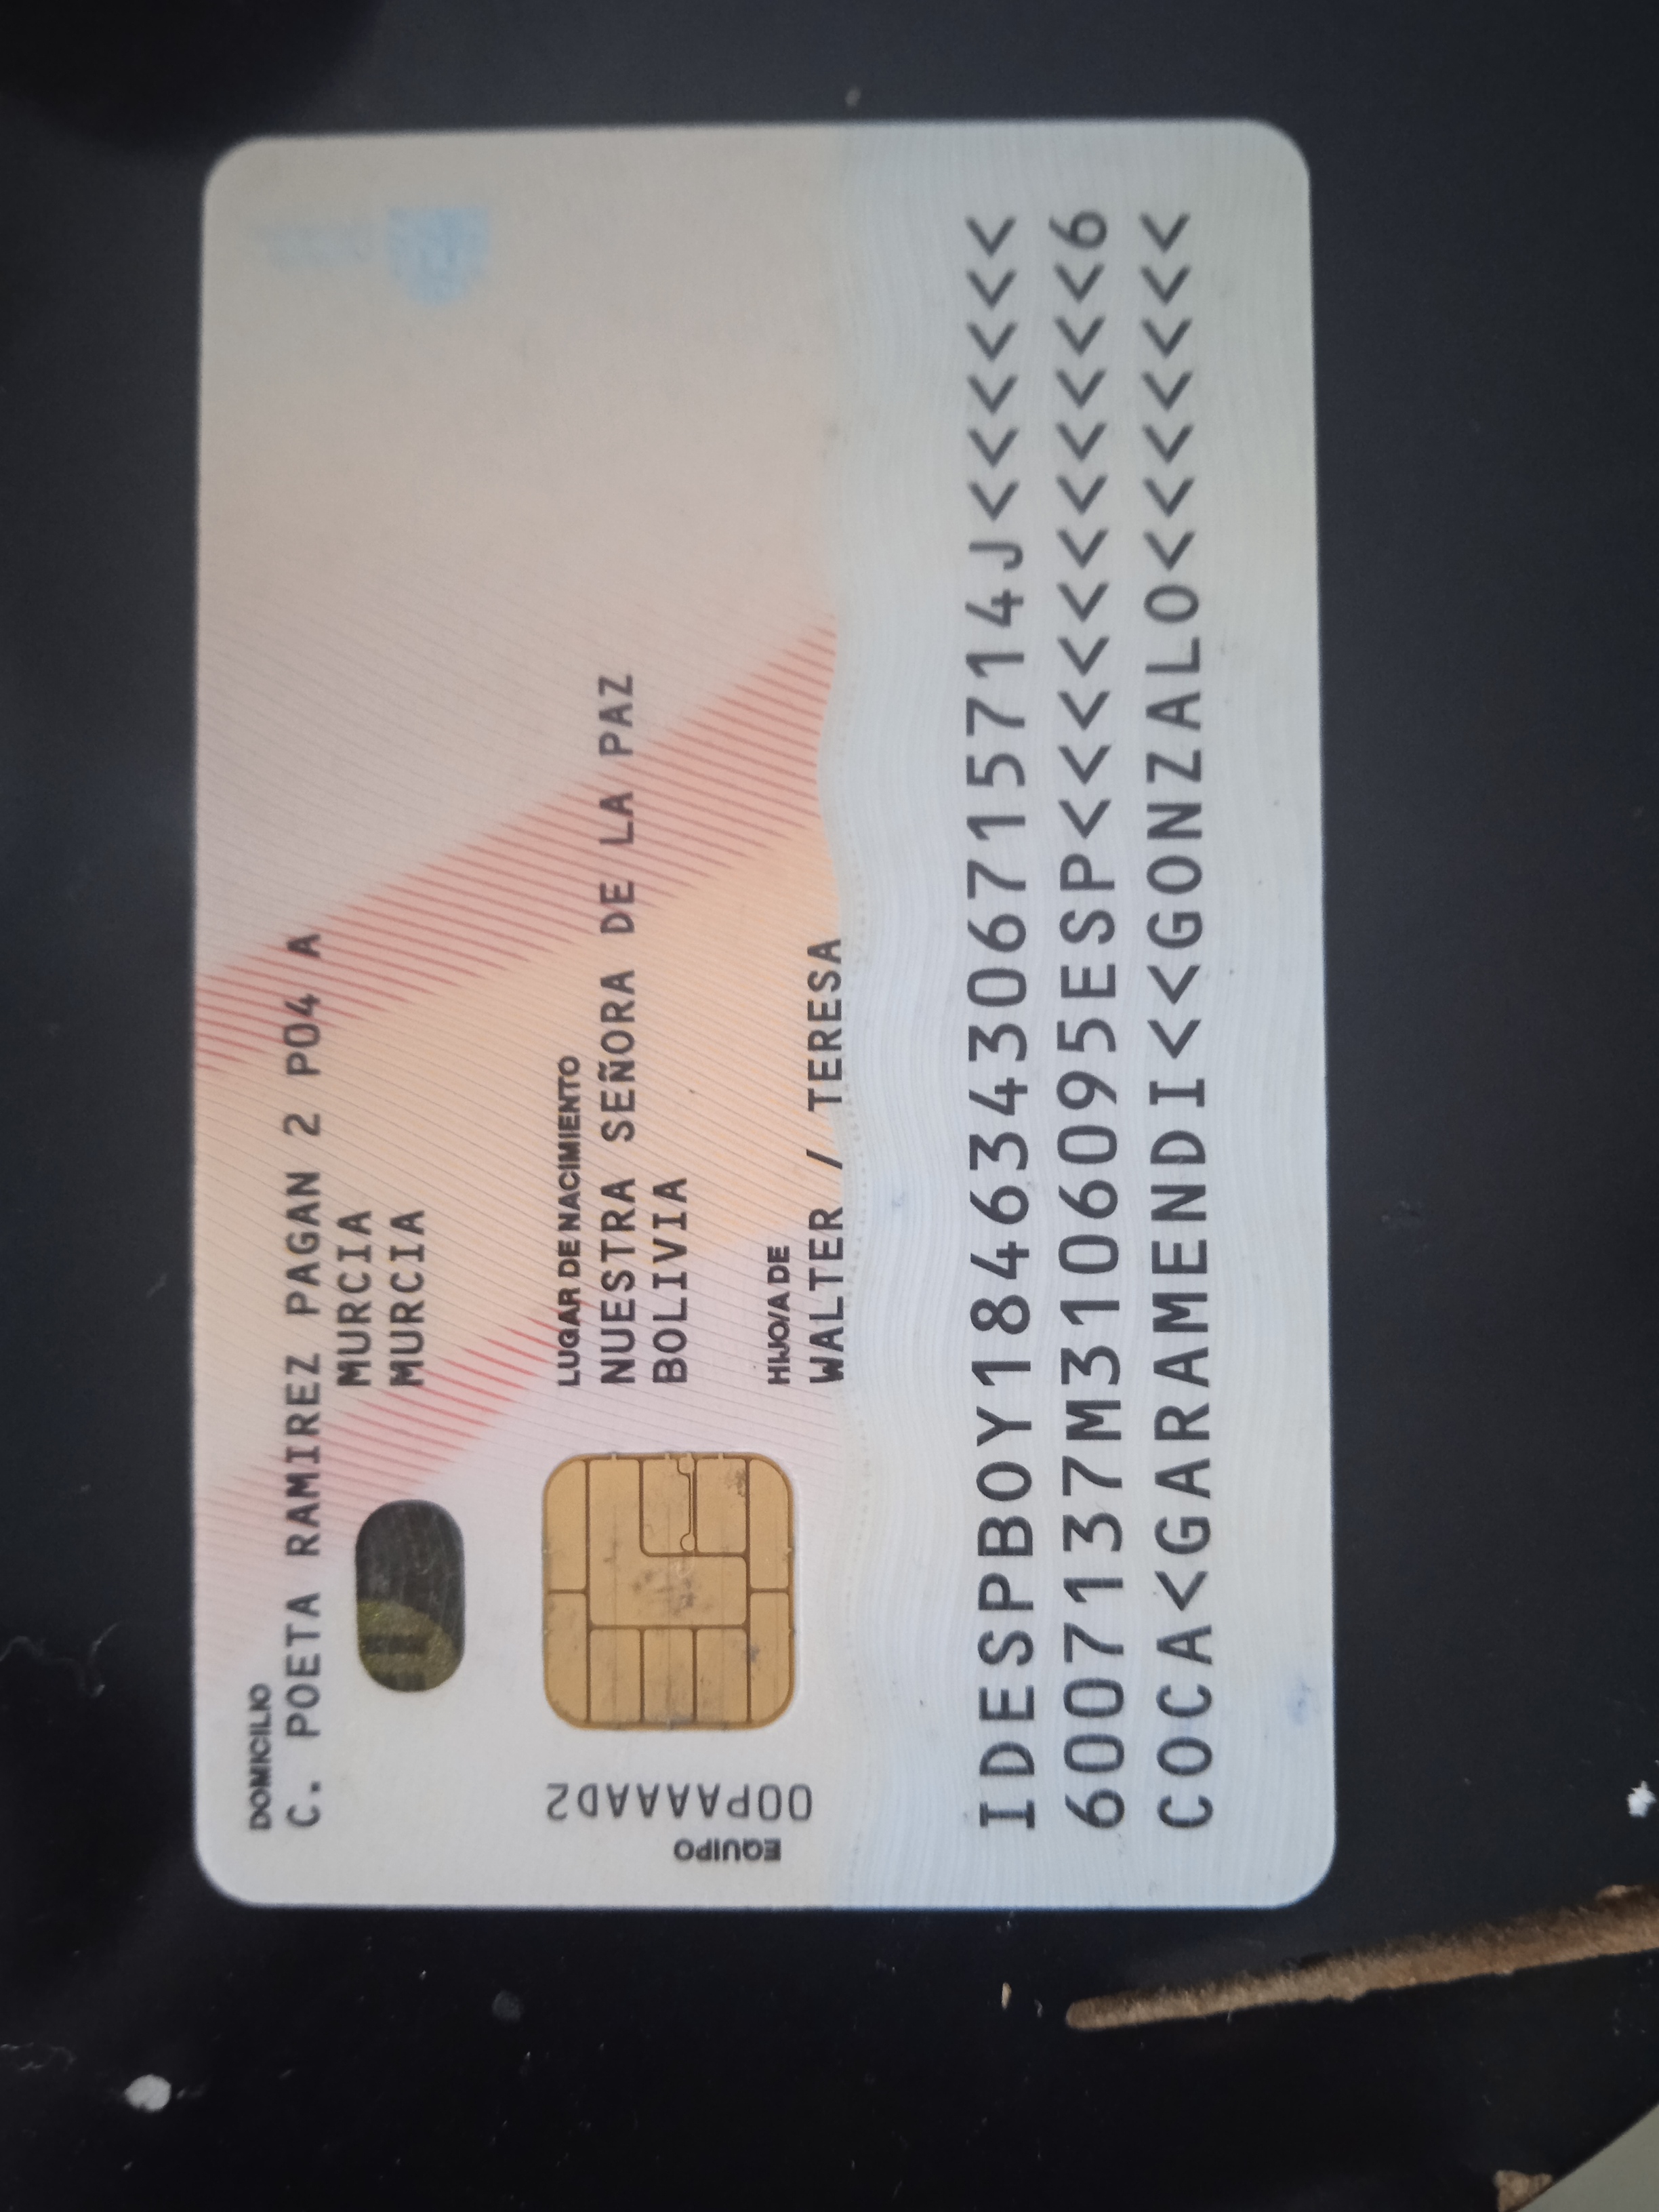 DOMICILIO
C. POETA RAMIREZ PAGAN 2 P04 A
MURCIA
MURCIA
LUGAR DE NACIMIENTO
NUESTRA SEÑORA DE LA PAZ
BOLIVIA
HIJO/A DE
WALTER / TERESA
EQUIPO
00PAAAAD2
IDESPBOY184634306715714J<<<<<<
6007137M3106095ESP<<<<<<<<<<<6
COCA<GARAMENDI<<GONZALO<<<<<<<